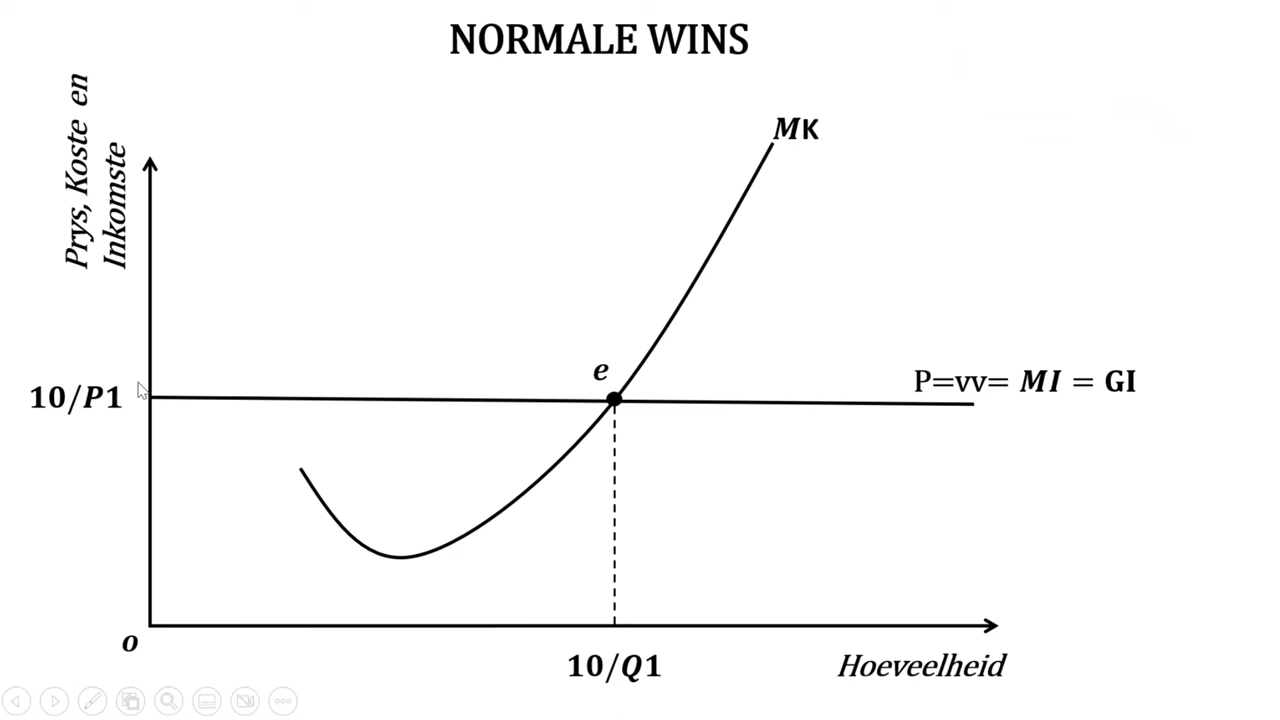 NORMALE WINS
Prys, Koste en
Inkomste
MK
e
P=vv= MI = GI
10/P1
o
10/Q1
Hoeveelheid